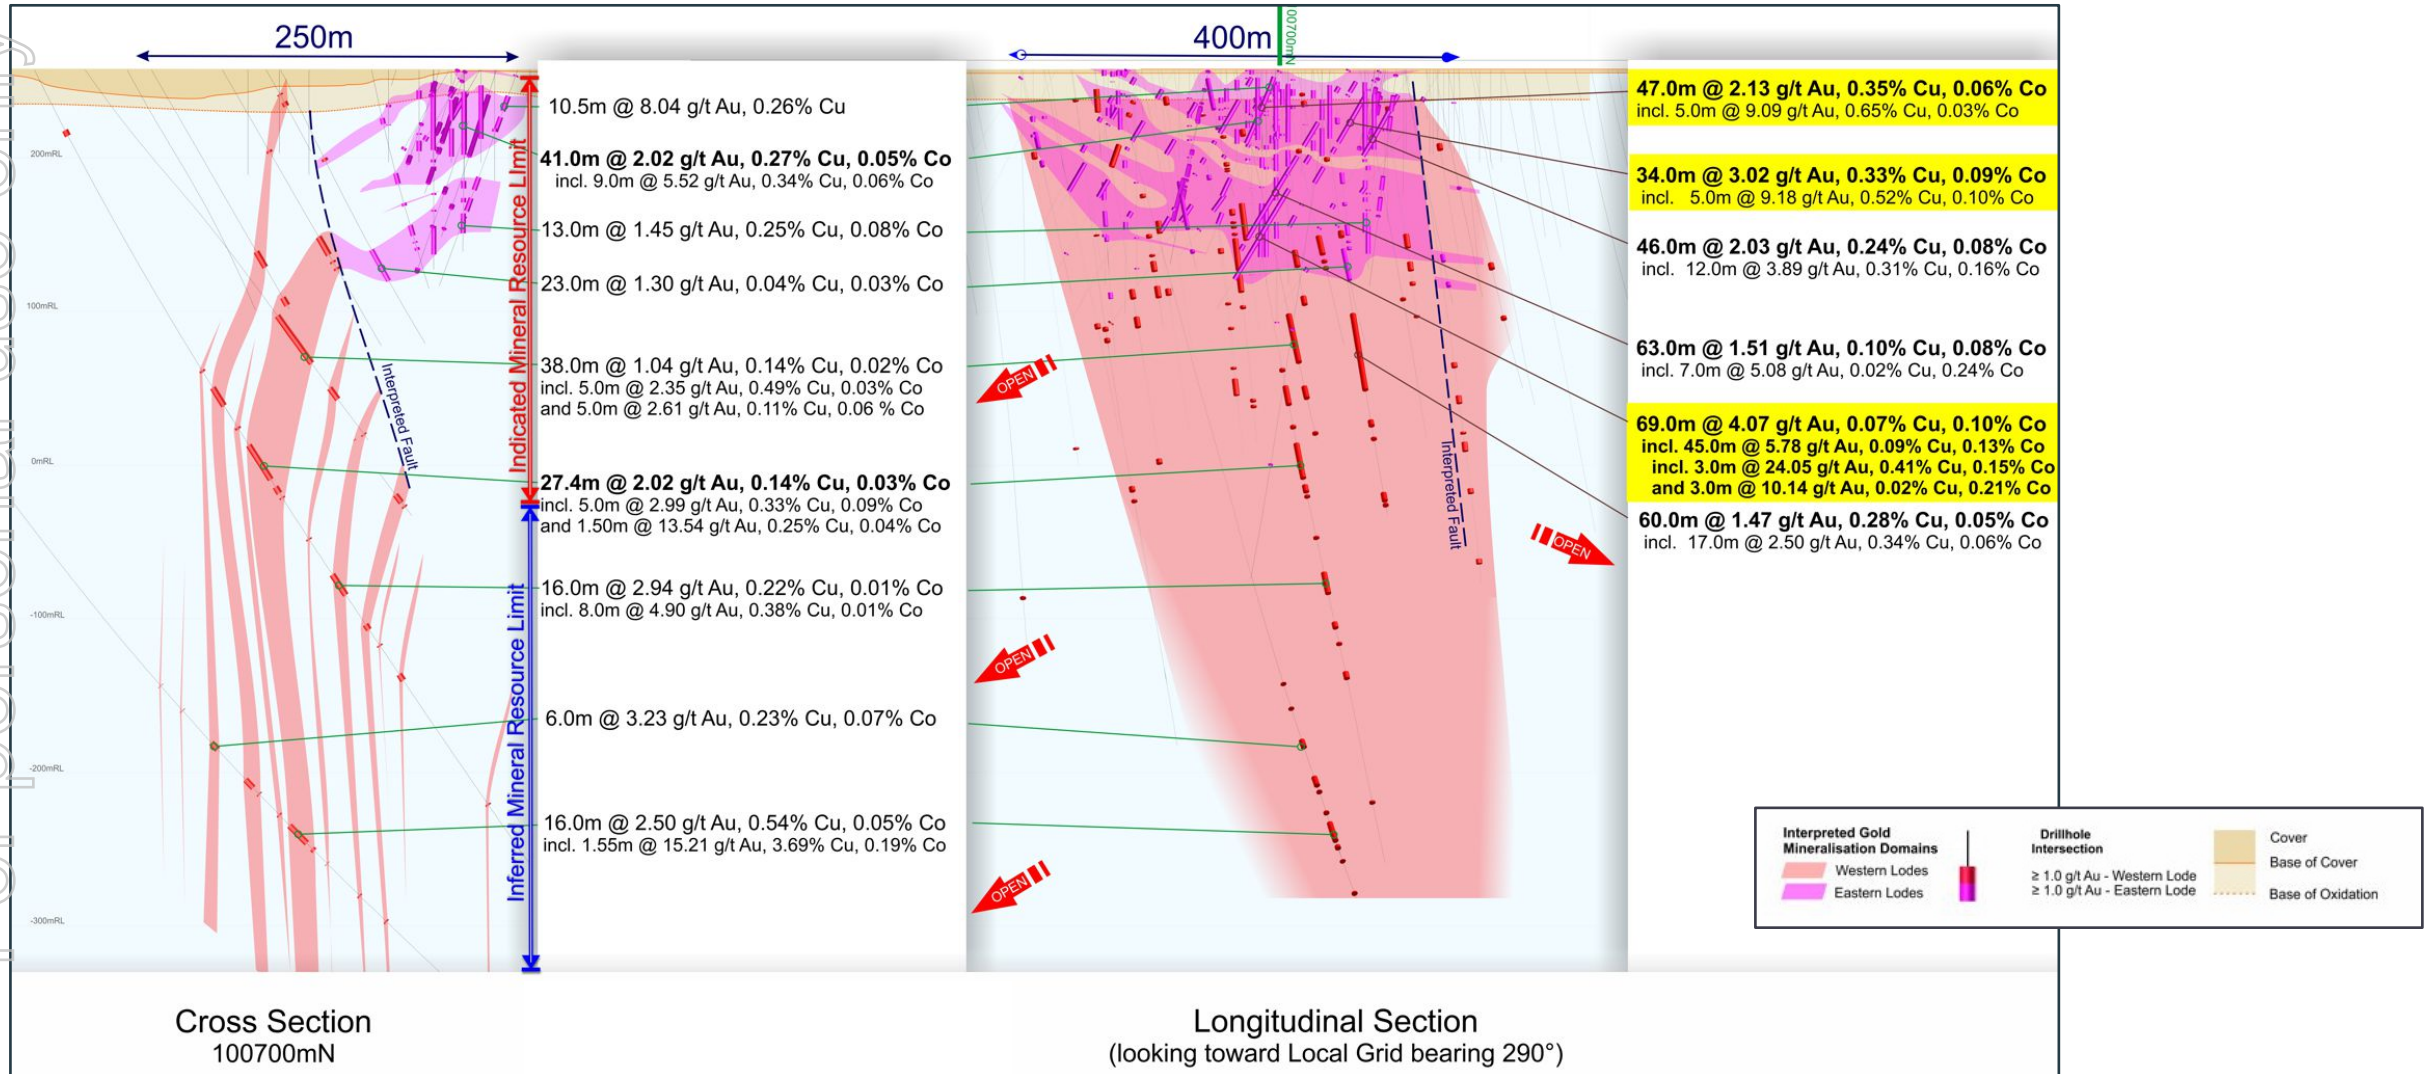 250m
400m
00700mN
10.5m @ 8.04 g/t Au, 0.26% Cu
41.0m @ 2.02 g/t Au, 0.27% Cu, 0.05% Co
incl. 9.0m @ 5.52 g/t Au, 0.34% Cu, 0.06% Co
13.0m @ 1.45 g/t Au, 0.25% Cu, 0.08% Co
23.0m @ 1.30 g/t Au, 0.04% Cu, 0.03% Co
38.0m @ 1.04 g/t Au, 0.14% Cu, 0.02% Co
incl. 5.0m @ 2.35 g/t Au, 0.49% Cu, 0.03% Co
and 5.0m @ 2.61 g/t Au, 0.11% Cu, 0.06 % Co
27.4m @ 2.02 g/t Au, 0.14% Cu, 0.03% Co
incl. 5.0m @ 2.99 g/t Au, 0.33% Cu, 0.09% Co
and 1.50m @ 13.54 g/t Au, 0.25% Cu, 0.04% Co
16.0m @ 2.94 g/t Au, 0.22% Cu, 0.01% Co
incl. 8.0m @ 4.90 g/t Au, 0.38% Cu, 0.01% Co
6.0m @ 3.23 g/t Au, 0.23% Cu, 0.07% Co
16.0m @ 2.50 g/t Au, 0.54% Cu, 0.05% Co
incl. 1.55m @ 15.21 g/t Au, 3.69% Cu, 0.19% Co
200mRL
100mRL
0mRL
-100mRL
-200mRL
-300mRL
Interpreted Fault
Indicated Mineral Resource Limit
Inferred Mineral Resource Limit
OPEN
OPEN
OPEN
Interpreted Fault
OPEN
47.0m @ 2.13 g/t Au, 0.35% Cu, 0.06% Co
incl. 5.0m @ 9.09 g/t Au, 0.65% Cu, 0.03% Co
34.0m @ 3.02 g/t Au, 0.33% Cu, 0.09% Co
incl. 5.0m @ 9.18 g/t Au, 0.52% Cu, 0.10% Co
46.0m @ 2.03 g/t Au, 0.24% Cu, 0.08% Co
incl. 12.0m @ 3.89 g/t Au, 0.31% Cu, 0.16% Co
63.0m @ 1.51 g/t Au, 0.10% Cu, 0.08% Co
incl. 7.0m @ 5.08 g/t Au, 0.02% Cu, 0.24% Co
69.0m @ 4.07 g/t Au, 0.07% Cu, 0.10% Co
incl. 45.0m @ 5.78 g/t Au, 0.09% Cu, 0.13% Co
incl. 3.0m @ 24.05 g/t Au, 0.41% Cu, 0.15% Co
and 3.0m @ 10.14 g/t Au, 0.02% Cu, 0.21% Co
60.0m @ 1.47 g/t Au, 0.28% Cu, 0.05% Co
incl. 17.0m @ 2.50 g/t Au, 0.34% Cu, 0.06% Co
Interpreted Gold
Mineralisation Domains
Western Lodes
Eastern Lodes
Drillhole
Intersection
≥ 1.0 g/t Au - Western Lode
≥ 1.0 g/t Au - Eastern Lode
Cover
Base of Cover
Base of Oxidation
Cross Section
100700mN
Longitudinal Section
(looking toward Local Grid bearing 290°)